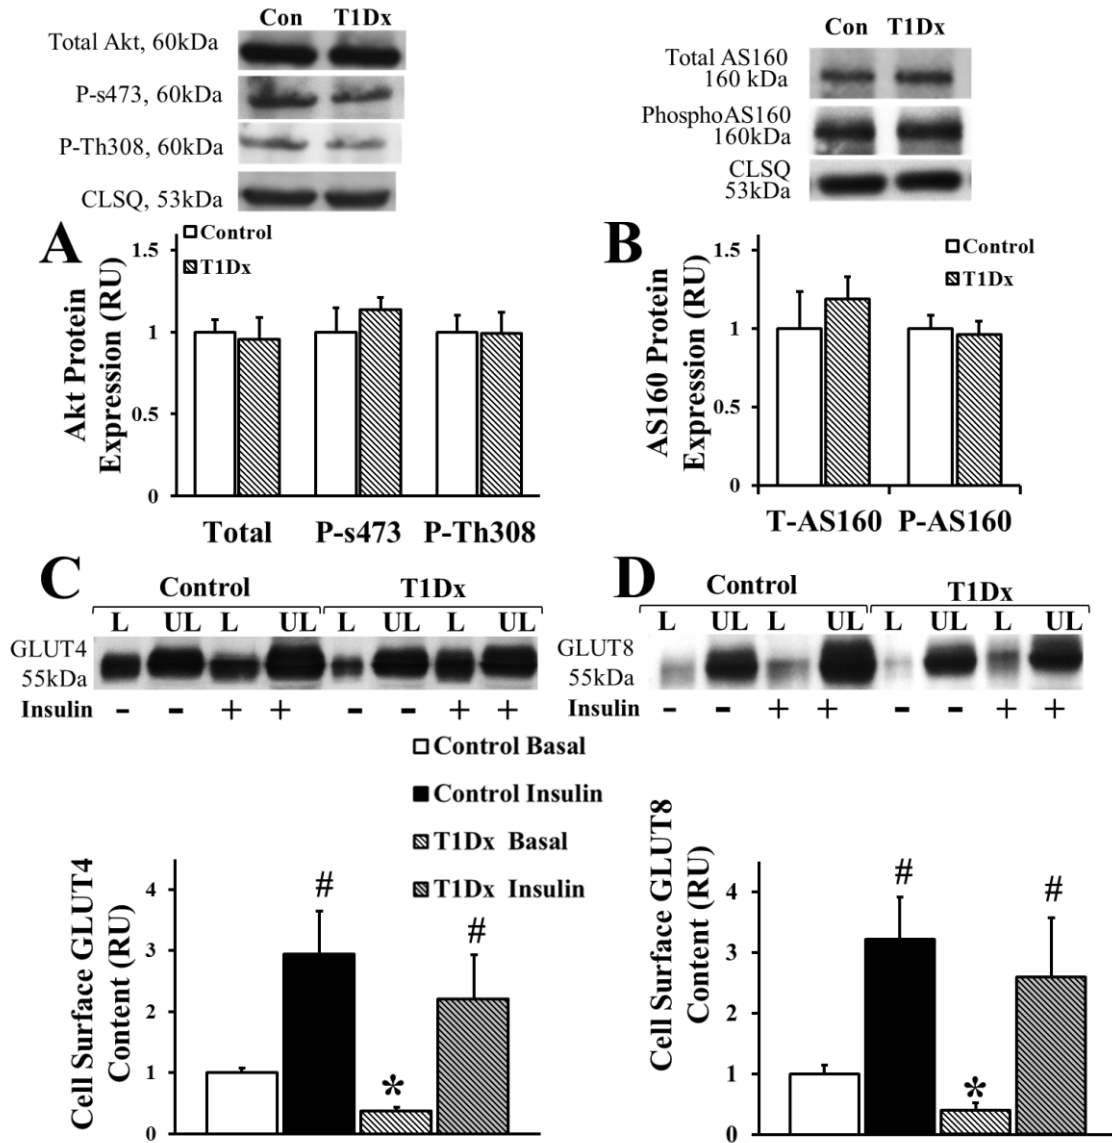 Con T1Dx
Total Akt, 60kDa
P-s473, 60kDa
P-Th308, 60kDa
CLSQ, 53kDa
A
Control
T1Dx
Akt Protein
Expression (RU)
1.5
1
0.5
0
Total P-s473 P-Th308
Con T1Dx
Total AS160
160 kDa
PhosphoAS160
160kDa
CLSQ
53kDa
B
Control
T1Dx
AS160 Protein
Expression (RU)
1.5
1
0.5
0
T-AS160 P-AS160
C
Control T1Dx
L UL L UL L UL L UL
GLUT4
55kDa
Insulin - - + + - - + +
Control Basal
Control Insulin
T1Dx Basal
T1Dx Insulin
Cell Surface GLUT4
Content (RU)
4
3
2
1
0
#
*
#
D
Control T1Dx
L UL L UL L UL L UL
GLUT8
55kDa
Insulin - - + + - - + +
Cell Surface GLUT8
Content (RU)
4
3
2
1
0
#
*
#